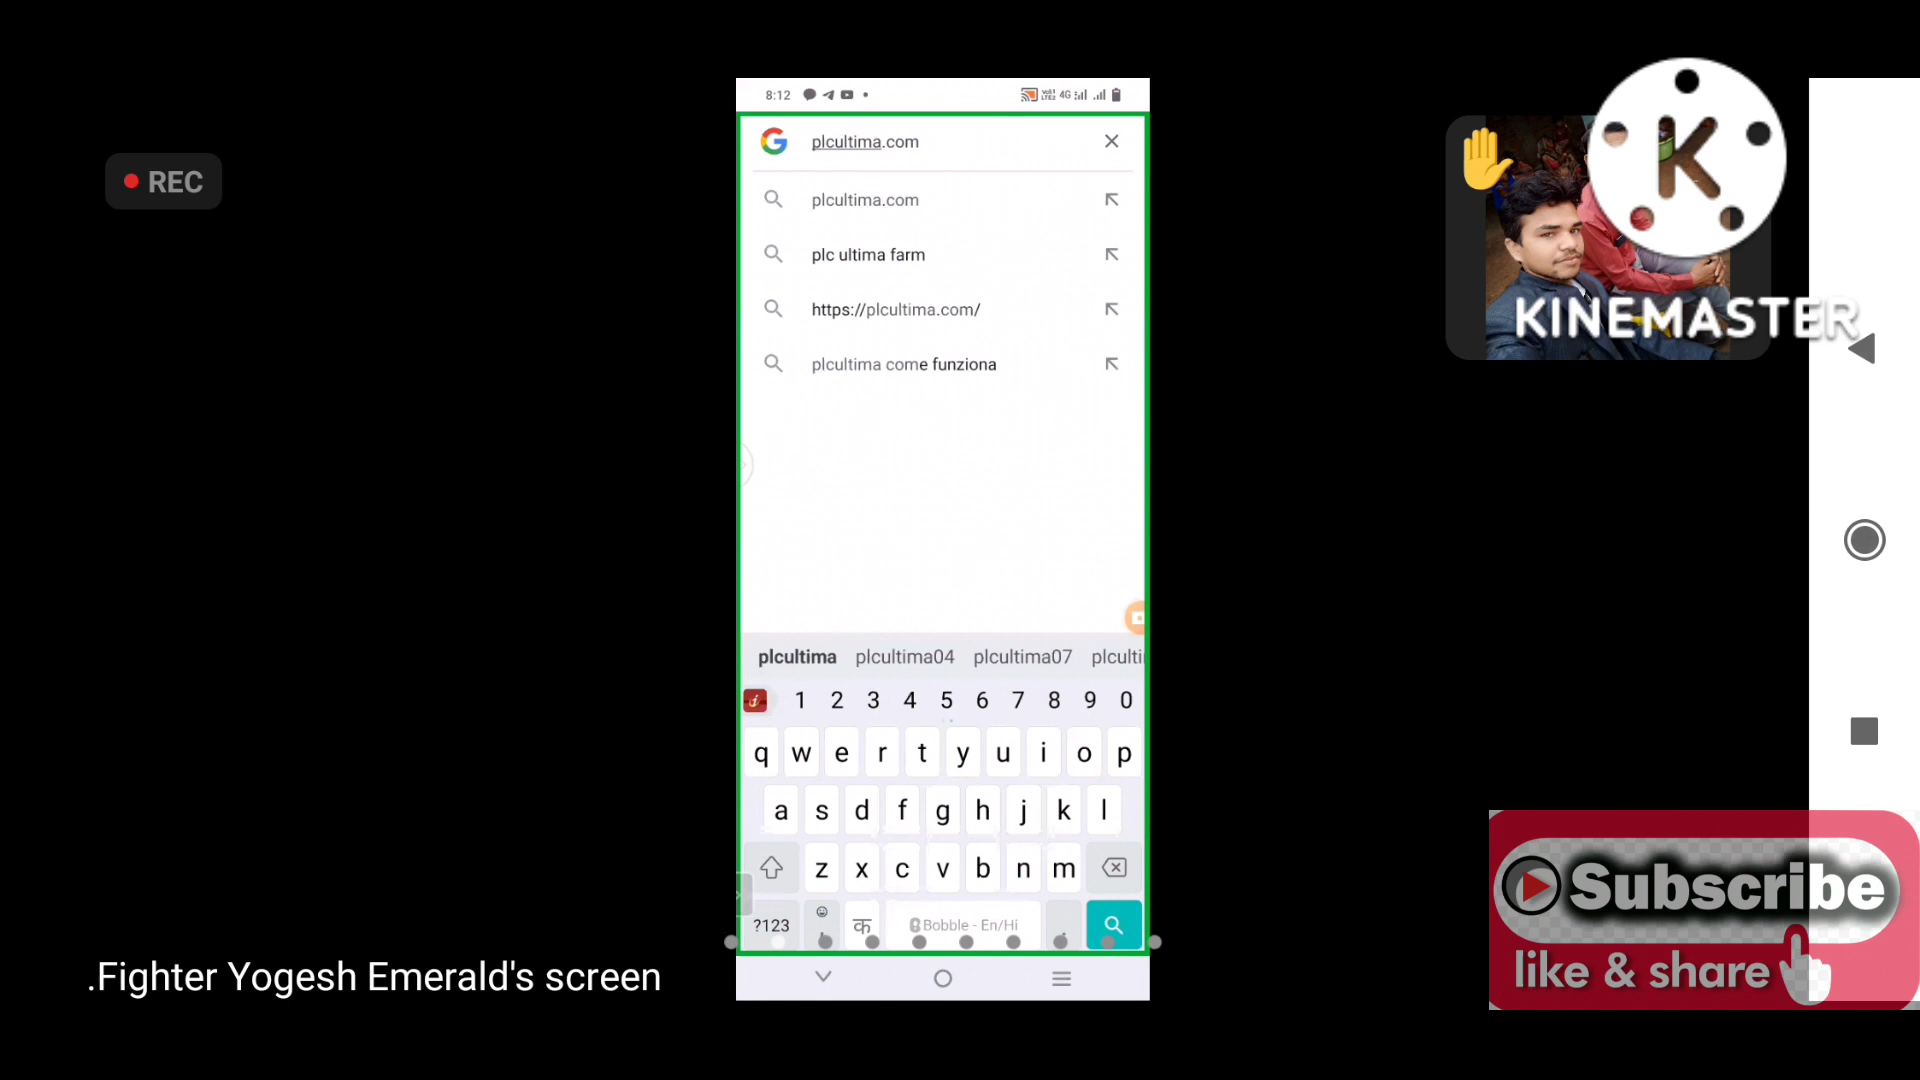 REC
8:12
4G
plcultima.com
plcultima.com
plc ultima farm
https://plcultima.com/
plcultima come funziona
plcultima plcultima04 plcultima07 plculti
1 2 3 4 5 6 7 8 9 0
q w e r t y u i o p
a s d f g h j k l
z x c v b n m
?123 क Bobble - En/Hi
.Fighter Yogesh Emerald's screen
K
KINEMASTER
Subscribe
like & share